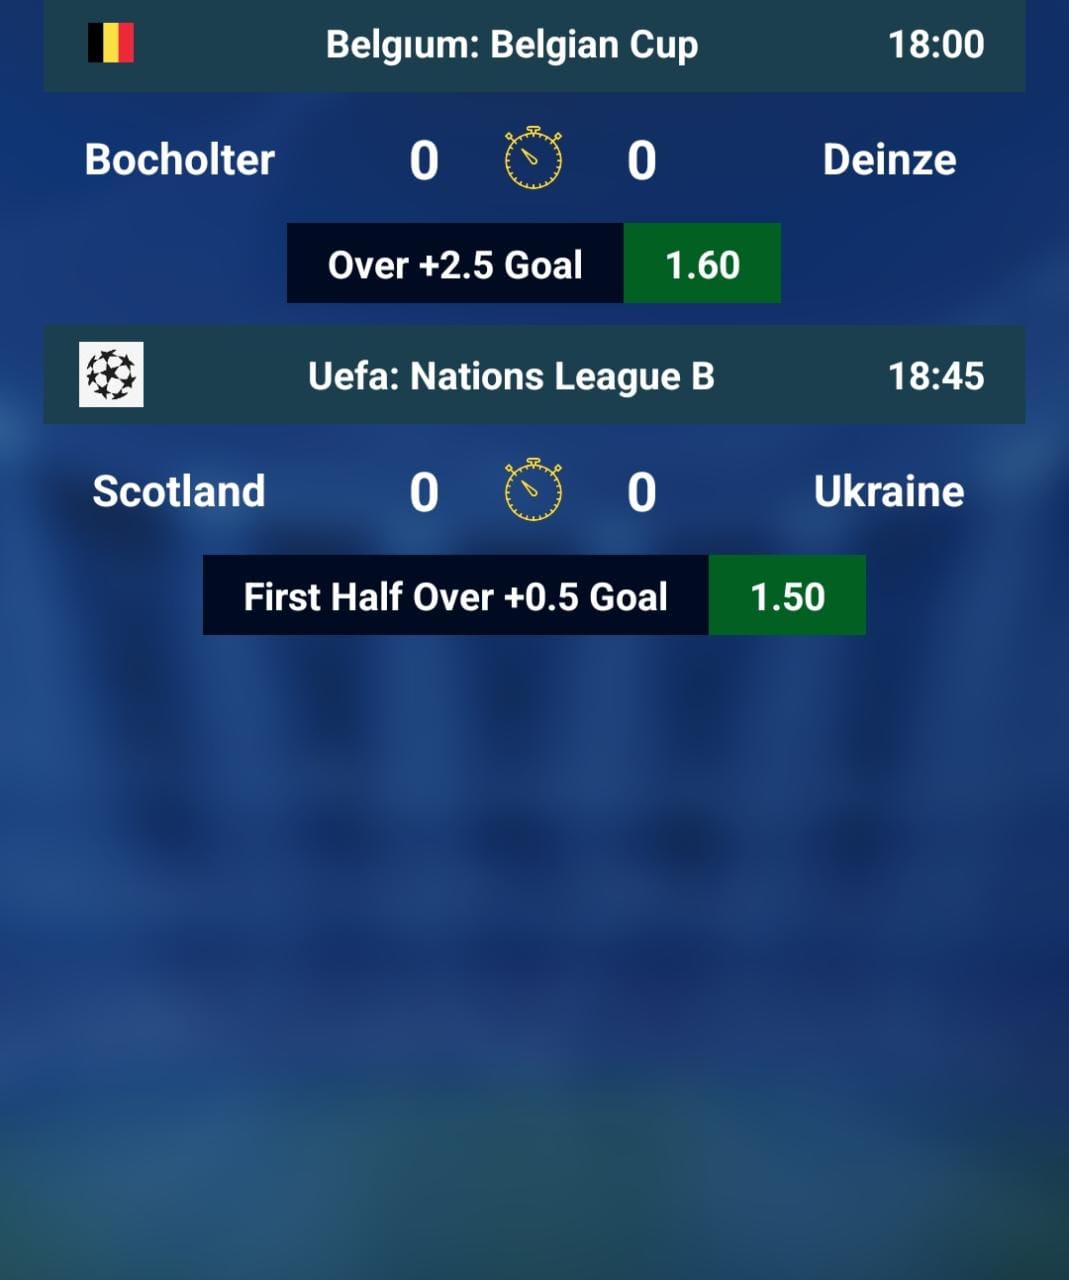 Belgıum: Belgian Cup 18:00
Bocholter 0 0 Deinze
Over +2.5 Goal 1.60
Uefa: Nations League B 18:45
Scotland 0 0 Ukraine
First Half Over +0.5 Goal 1.50